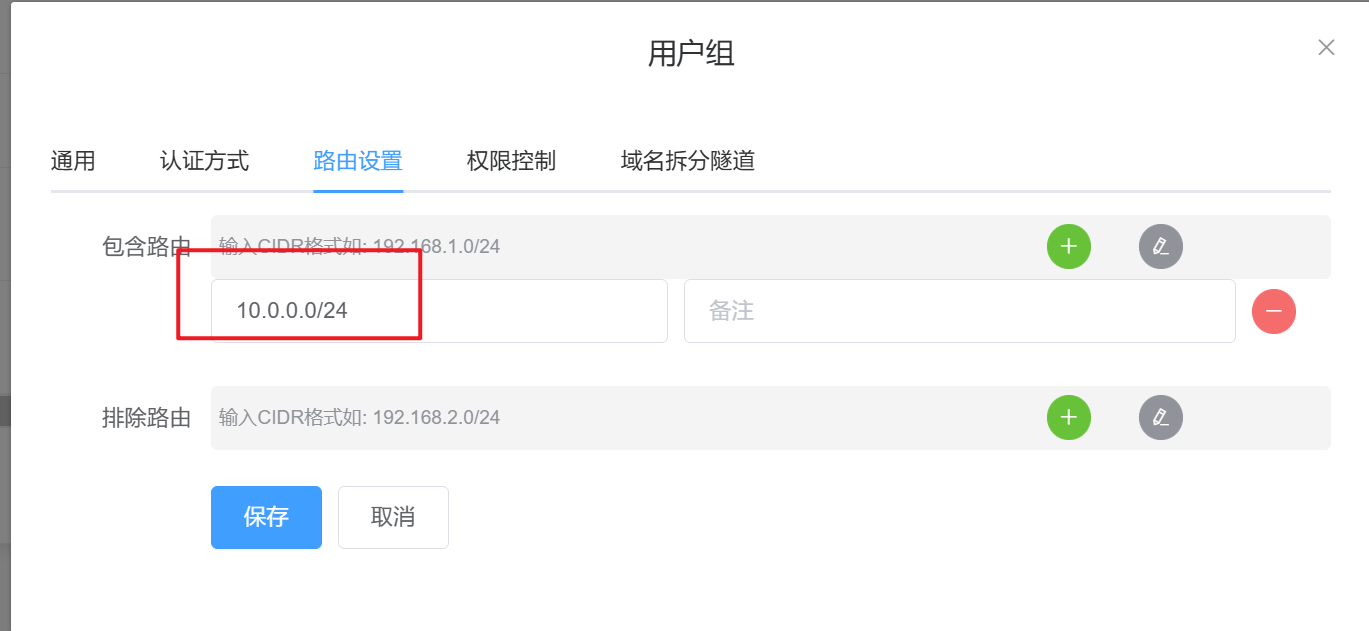 用户组
通用 认证方式 路由设置 权限控制 域名拆分隧道
包含路由 输入CIDR格式如: 192.168.1.0/24
10.0.0.0/24 备注
排除路由 输入CIDR格式如: 192.168.2.0/24
保存 取消